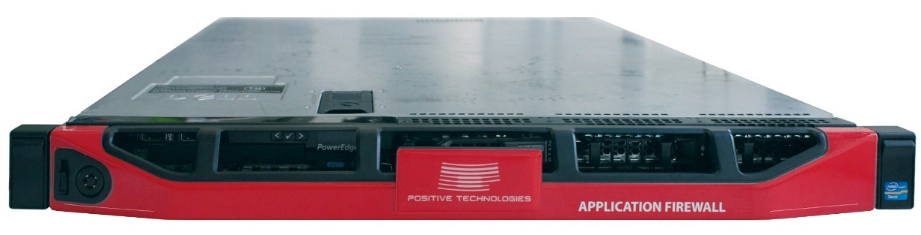 PowerEdge
POSITIVE TECHNOLOGIES
APPLICATION FIREWALL